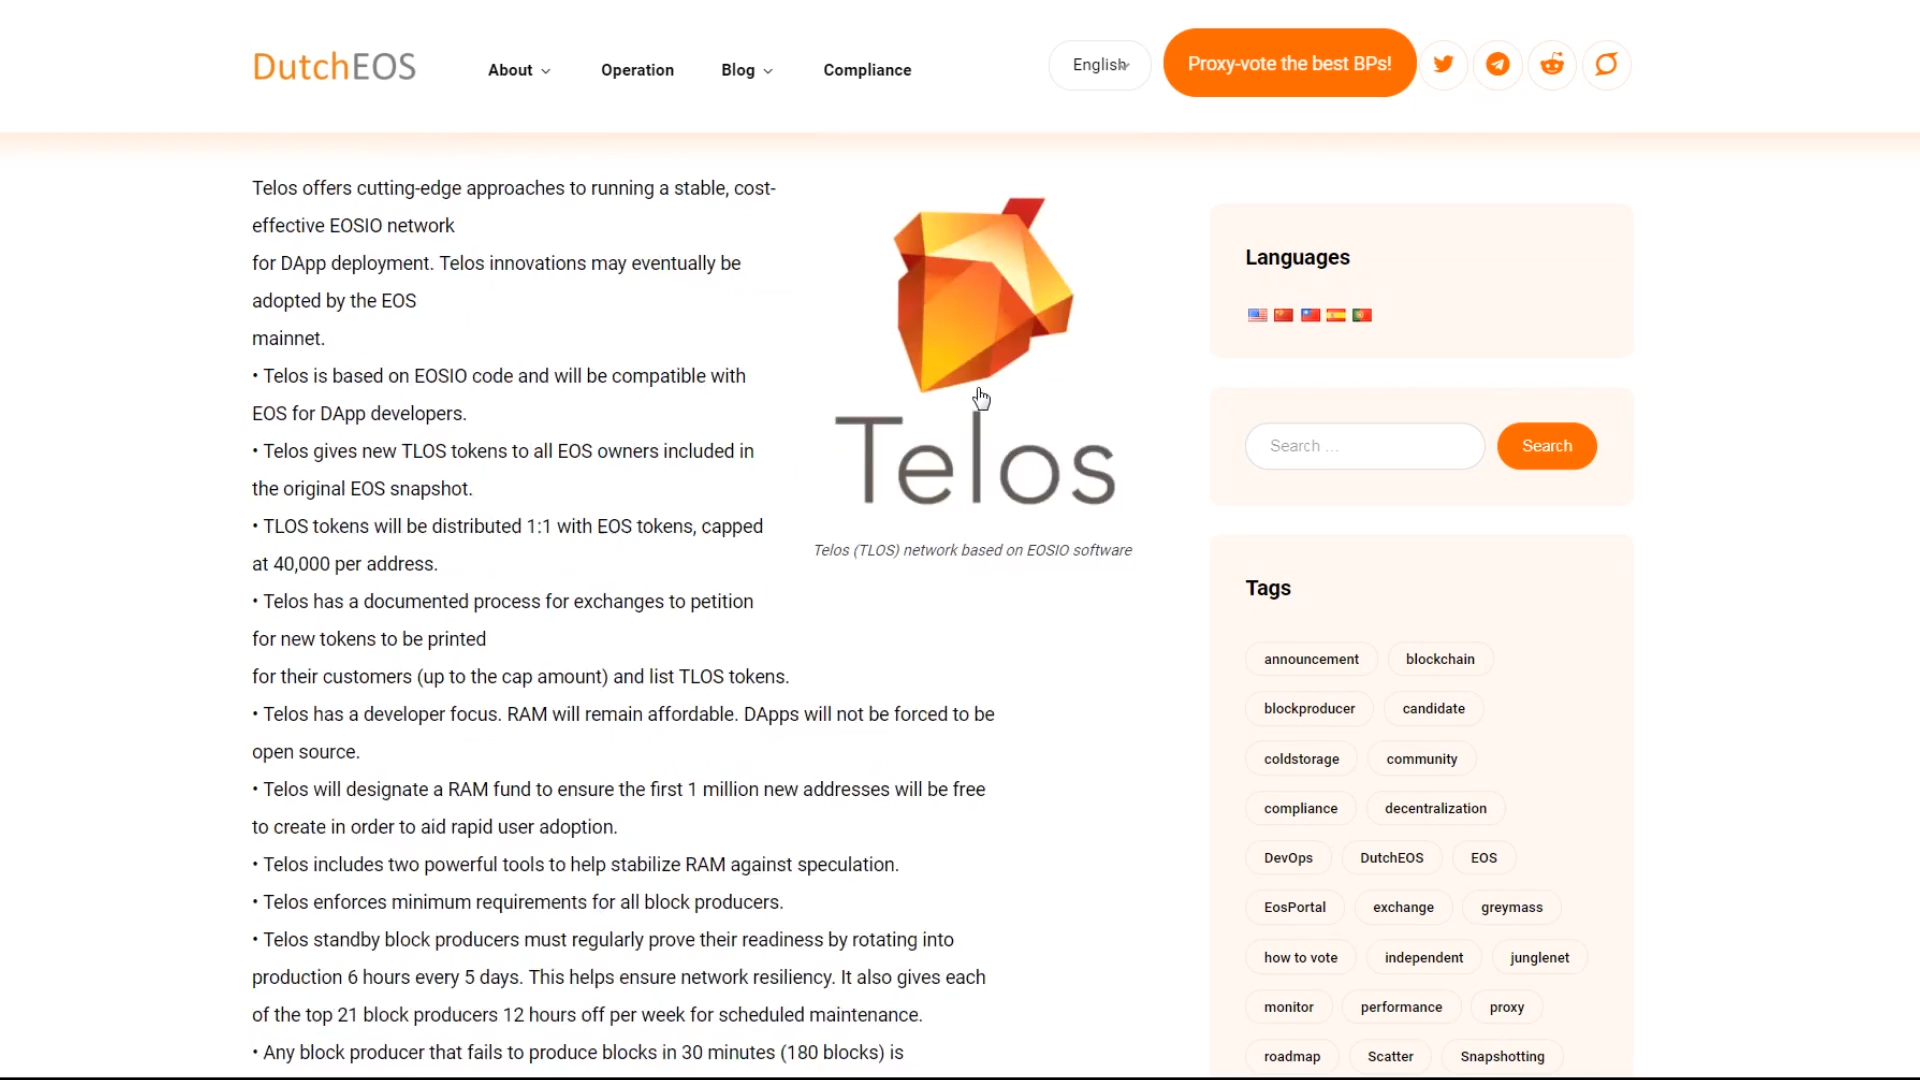 DutchEOS
About
Operation
Blog
Compliance
English
Proxy-vote the best BPs!
Telos offers cutting-edge approaches to running a stable, cost-
effective EOSIO network
for DApp deployment. Telos innovations may eventually be
adopted by the EOS
mainnet.
• Telos is based on EOSIO code and will be compatible with
EOS for DApp developers.
• Telos gives new TLOS tokens to all EOS owners included in
the original EOS snapshot.
• TLOS tokens will be distributed 1:1 with EOS tokens, capped
at 40,000 per address.
• Telos has a documented process for exchanges to petition
for new tokens to be printed
for their customers (up to the cap amount) and list TLOS tokens.
• Telos has a developer focus. RAM will remain affordable. DApps will not be forced to be
open source.
• Telos will designate a RAM fund to ensure the first 1 million new addresses will be free
to create in order to aid rapid user adoption.
• Telos includes two powerful tools to help stabilize RAM against speculation.
• Telos enforces minimum requirements for all block producers.
• Telos standby block producers must regularly prove their readiness by rotating into
production 6 hours every 5 days. This helps ensure network resiliency. It also gives each
of the top 21 block producers 12 hours off per week for scheduled maintenance.
• Any block producer that fails to produce blocks in 30 minutes (180 blocks) is
Telos
Telos (TLOS) network based on EOSIO software
Languages
Search ...
Search
Tags
announcement
blockchain
blockproducer
candidate
coldstorage
community
compliance
decentralization
DevOps
DutchEOS
EOS
EosPortal
exchange
greymass
how to vote
independent
junglenet
monitor
performance
proxy
roadmap
Scatter
Snapshotting